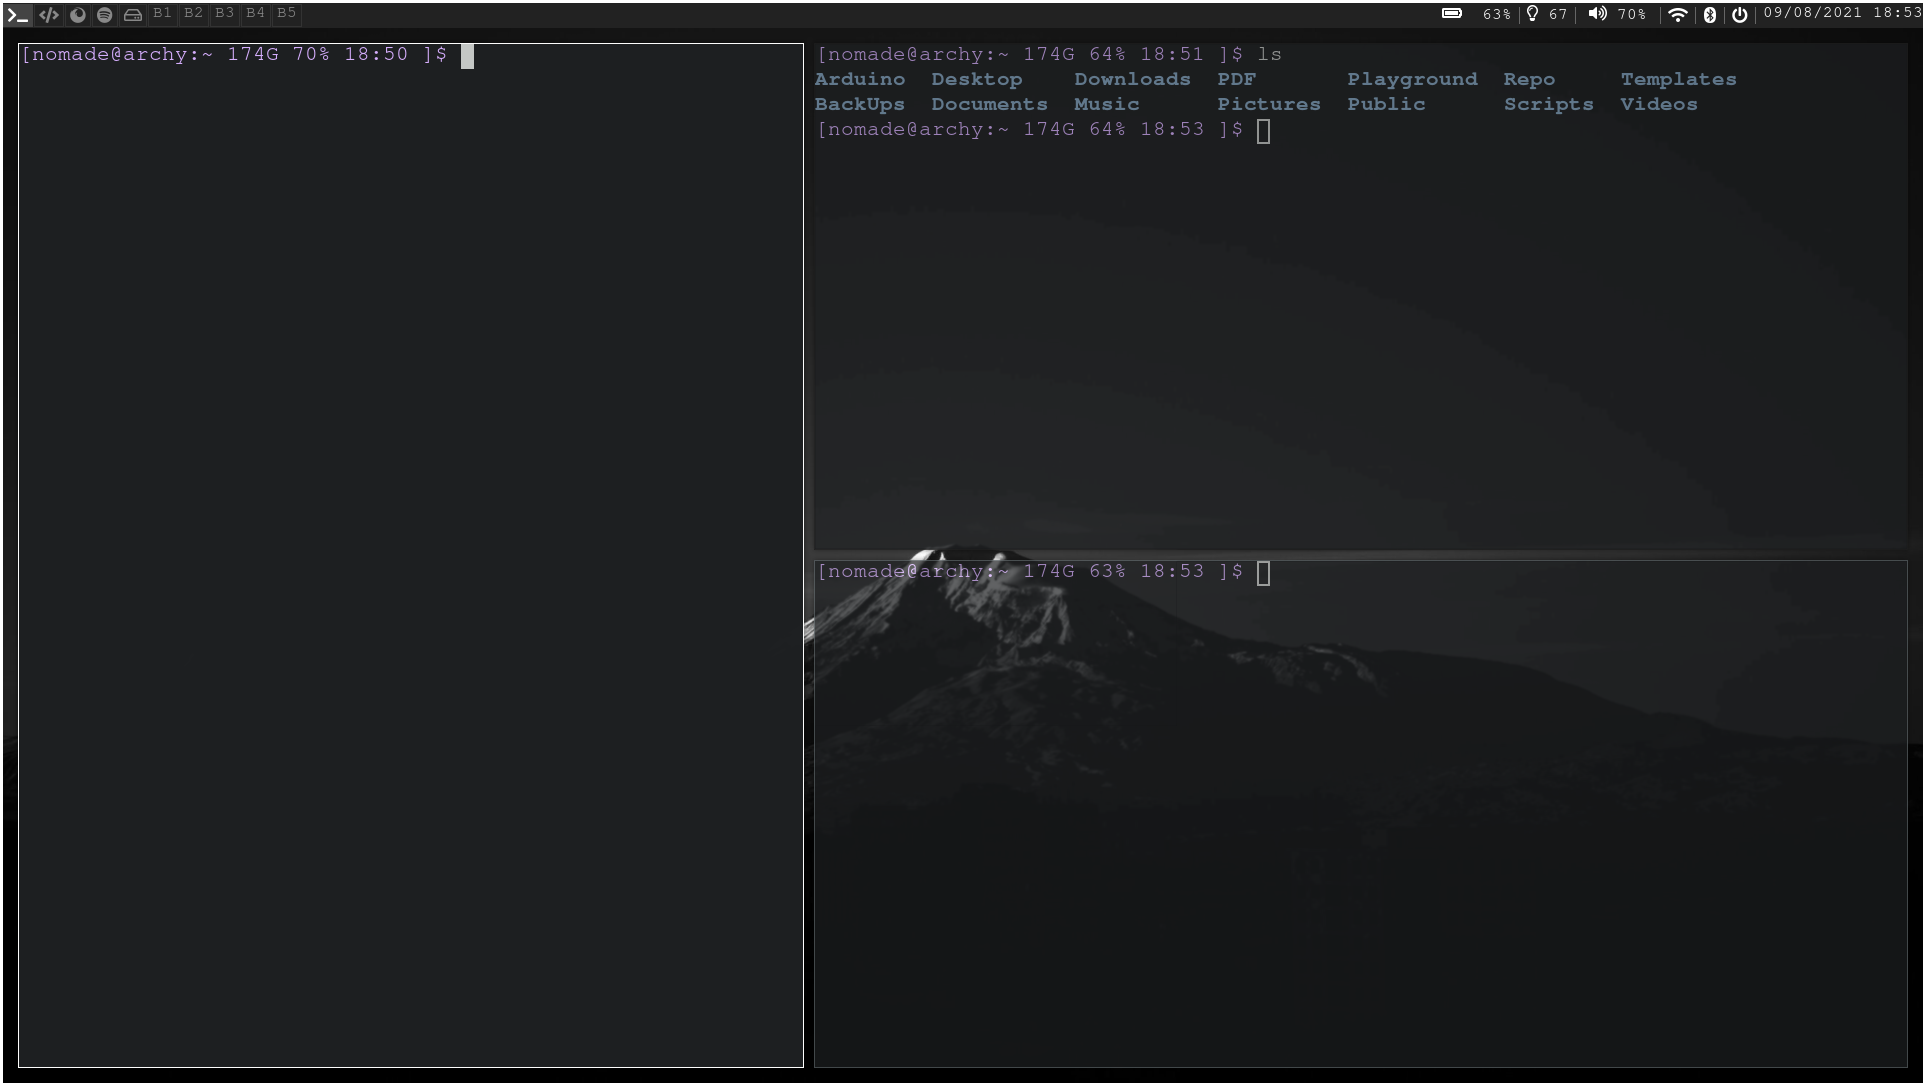 B1 B2 B3 B4 B5 63% 67 70% 09/08/2021 18:53
[nomade@archy:~ 174G 70% 18:50 ]$
[nomade@archy:~ 174G 64% 18:51 ]$ ls
Arduino Desktop Downloads PDF Playground Repo Templates
BackUps Documents Music Pictures Public Scripts Videos
[nomade@archy:~ 174G 64% 18:53 ]$
[nomade@archy:~ 174G 63% 18:53 ]$